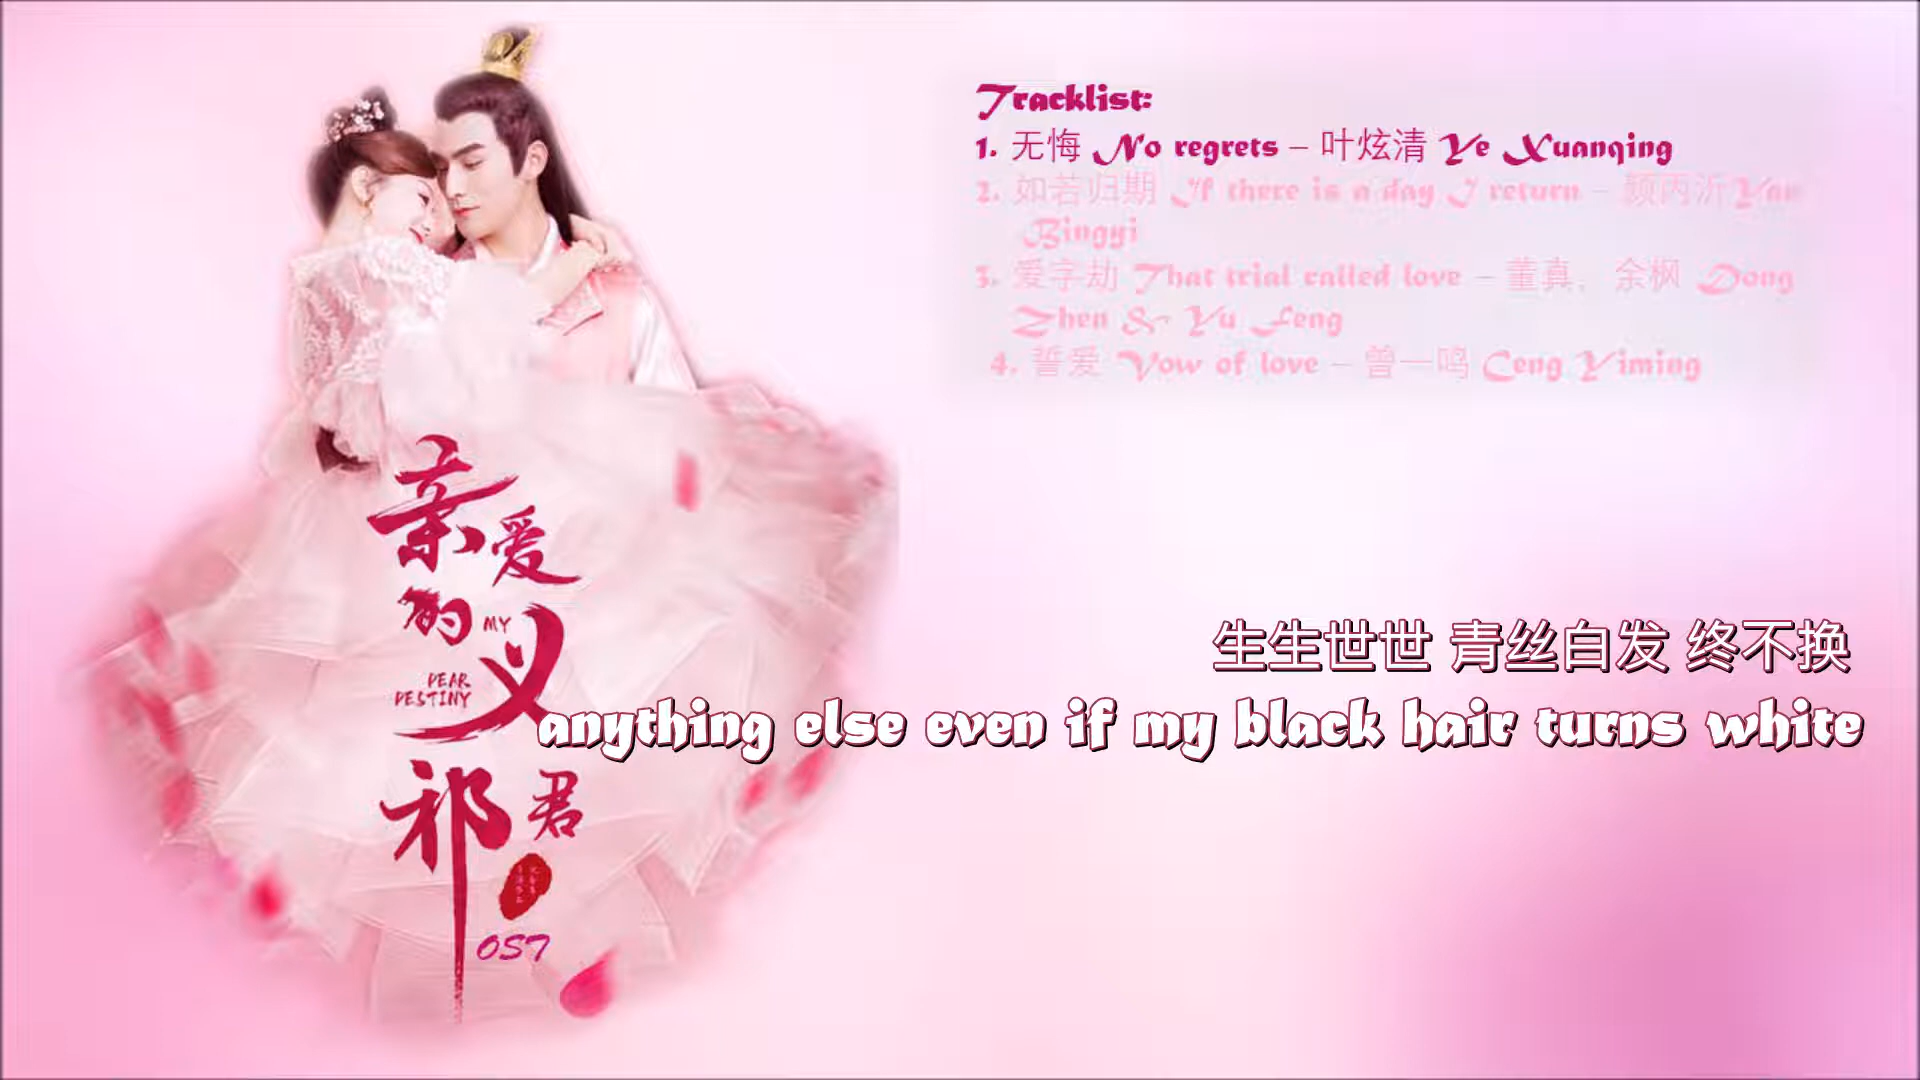 Tracklist:
1. 无悔 No regrets – 叶炫清 Ye Xuanqing
2. 如若归期 If there is a day I return – 颜丙沂 Yan
Bingyi
3. 爱字劫 That trial called love – 董真, 余枫 Dong
Zhen & Yu Feng
4. 誓爱 Vow of love – 曾一鸣 Ceng Yiming
亲爱的义祁君
MY
DEAR
DESTINY
OST
生生世世 青丝白发 终不换
anything else even if my black hair turns white